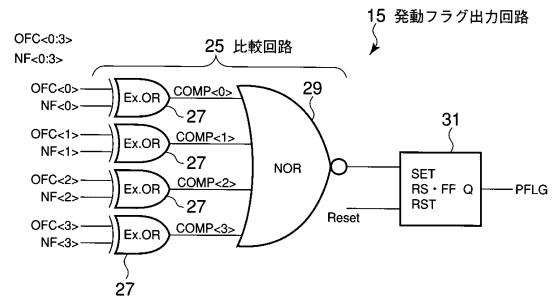 15 発動フラグ出力回路
OFC<0:3>
NF<0:3>
25 比較回路
OFC<0>
NF<0>
Ex.OR
COMP<0>
27
29
OFC<1>
NF<1>
Ex.OR
COMP<1>
27
OFC<2>
NF<2>
Ex.OR
COMP<2>
27
OFC<3>
NF<3>
Ex.OR
COMP<3>
27
NOR
31
SET
RS・FF Q
RST
Reset
PFLG